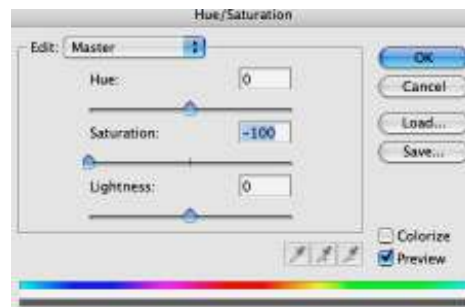 Hue/Saturation
Edit: Master
OK
Hue: 0
Cancel
Load...
Saturation: -100
Save...
Lightness: 0
Colorize
Preview